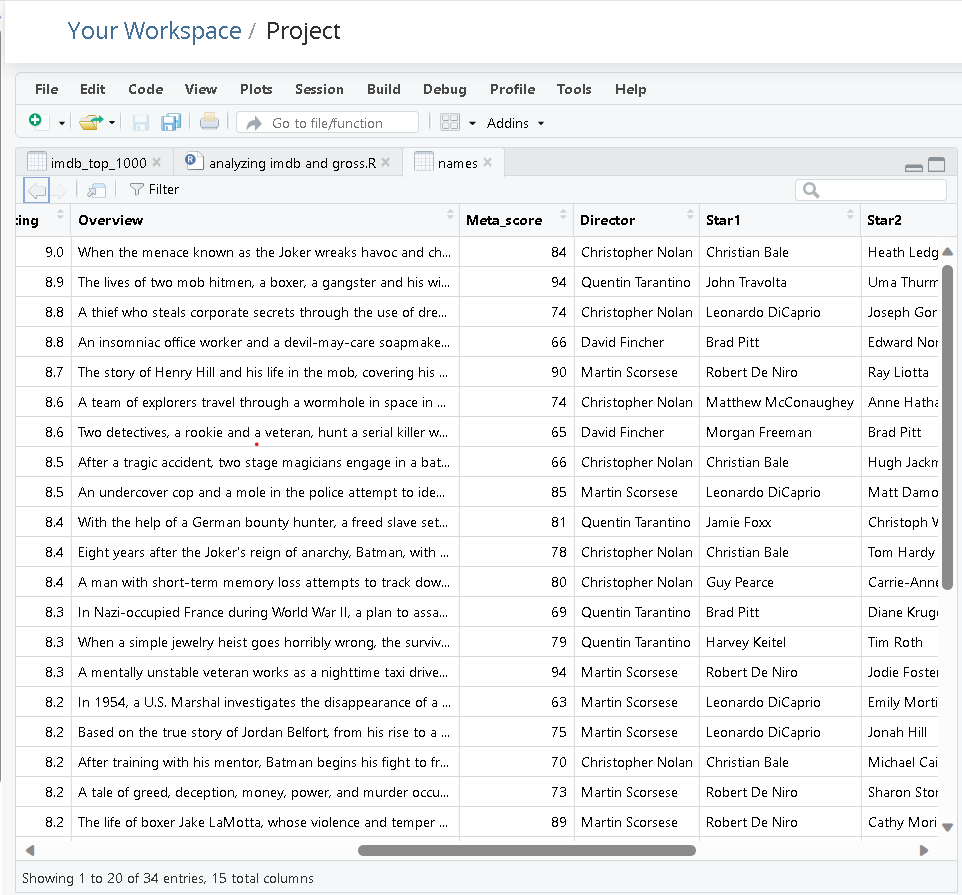 Your Workspace / Project
File Edit Code View Plots Session Build Debug Profile Tools Help
Go to file/function Addins
imdb_top_1000 analyzing imdb and gross.R names
Filter
ting Overview Meta_score Director Star1 Star2
9.0 When the menace known as the Joker wreaks havoc and ch... 84 Christopher Nolan Christian Bale Heath Ledg
8.9 The lives of two mob hitmen, a boxer, a gangster and his wi... 94 Quentin Tarantino John Travolta Uma Thurm
8.8 A thief who steals corporate secrets through the use of dre... 74 Christopher Nolan Leonardo DiCaprio Joseph Gor
8.8 An insomniac office worker and a devil-may-care soapmake... 66 David Fincher Brad Pitt Edward Nor
8.7 The story of Henry Hill and his life in the mob, covering his ... 90 Martin Scorsese Robert De Niro Ray Liotta
8.6 A team of explorers travel through a wormhole in space in ... 74 Christopher Nolan Matthew McConaughey Anne Hatha
8.6 Two detectives, a rookie and a veteran, hunt a serial killer w... 65 David Fincher Morgan Freeman Brad Pitt
8.5 After a tragic accident, two stage magicians engage in a bat... 66 Christopher Nolan Christian Bale Hugh Jackm
8.5 An undercover cop and a mole in the police attempt to ide... 85 Martin Scorsese Leonardo DiCaprio Matt Damo
8.4 With the help of a German bounty hunter, a freed slave set... 81 Quentin Tarantino Jamie Foxx Christoph W
8.4 Eight years after the Joker's reign of anarchy, Batman, with ... 78 Christopher Nolan Christian Bale Tom Hardy
8.4 A man with short-term memory loss attempts to track dow... 80 Christopher Nolan Guy Pearce Carrie-Anne
8.3 In Nazi-occupied France during World War II, a plan to assa... 69 Quentin Tarantino Brad Pitt Diane Kruge
8.3 When a simple jewelry heist goes horribly wrong, the surviv... 79 Quentin Tarantino Harvey Keitel Tim Roth
8.3 A mentally unstable veteran works as a nighttime taxi drive... 94 Martin Scorsese Robert De Niro Jodie Foster
8.2 In 1954, a U.S. Marshal investigates the disappearance of a ... 63 Martin Scorsese Leonardo DiCaprio Emily Morti
8.2 Based on the true story of Jordan Belfort, from his rise to a ... 75 Martin Scorsese Leonardo DiCaprio Jonah Hill
8.2 After training with his mentor, Batman begins his fight to fr... 70 Christopher Nolan Christian Bale Michael Cai
8.2 A tale of greed, deception, money, power, and murder occu... 73 Martin Scorsese Robert De Niro Sharon Ston
8.2 The life of boxer Jake LaMotta, whose violence and temper ... 89 Martin Scorsese Robert De Niro Cathy Mori
Showing 1 to 20 of 34 entries, 15 total columns